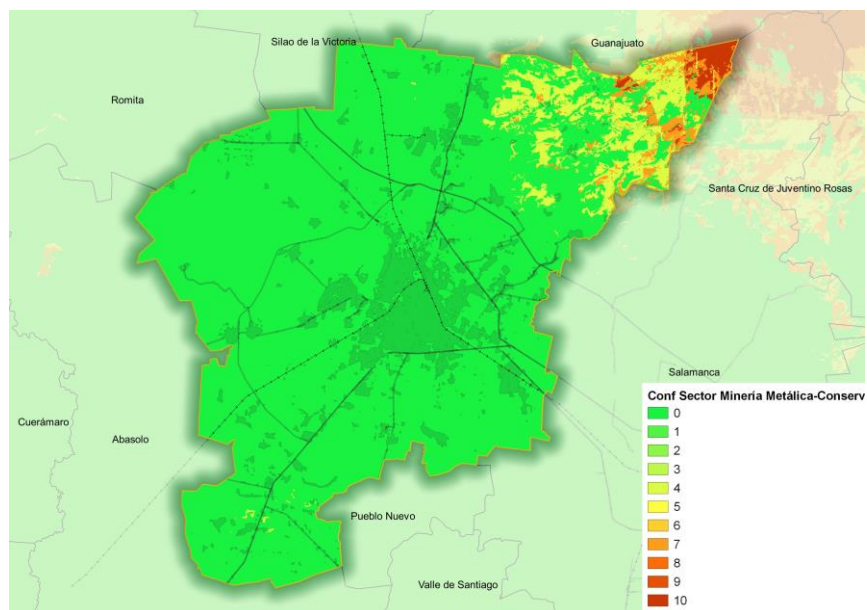 Silao de la Victoria
Guanajuato
Romita
Santa Cruz de Juventino Rosas
Salamanca
Conf Sector Minería Metálica-Conserv
0
1
2
3
4
5
6
7
8
9
10
Cuerámaro
Abasolo
Pueblo Nuevo
Valle de Santiago